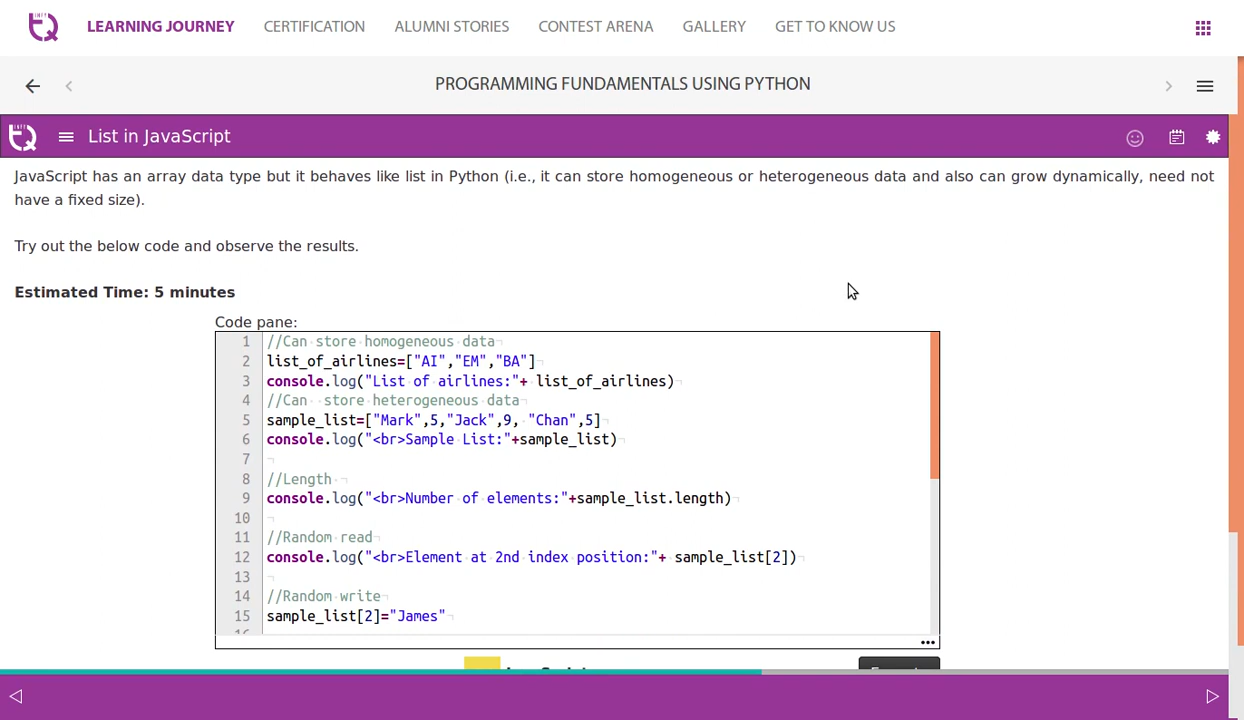 LEARNING JOURNEY CERTIFICATION ALUMNI STORIES CONTEST ARENA GALLERY GET TO KNOW US
PROGRAMMING FUNDAMENTALS USING PYTHON
List in JavaScript
JavaScript has an array data type but it behaves like list in Python (i.e., it can store homogeneous or heterogeneous data and also can grow dynamically, need not
have a fixed size).
Try out the below code and observe the results.
Estimated Time: 5 minutes
Code pane:
1 //Can store homogeneous data
2 list_of_airlines=["AI","EM","BA"]
3 console.log("List of airlines:"+ list_of_airlines)
4 //Can  store heterogeneous data
5 sample_list=["Mark",5,"Jack",9, "Chan",5]
6 console.log("<br>Sample List:"+sample_list)
7
8 //Length
9 console.log("<br>Number of elements:"+sample_list.length)
10
11 //Random read
12 console.log("<br>Element at 2nd index position:"+ sample_list[2])
13
14 //Random write
15 sample_list[2]="James"